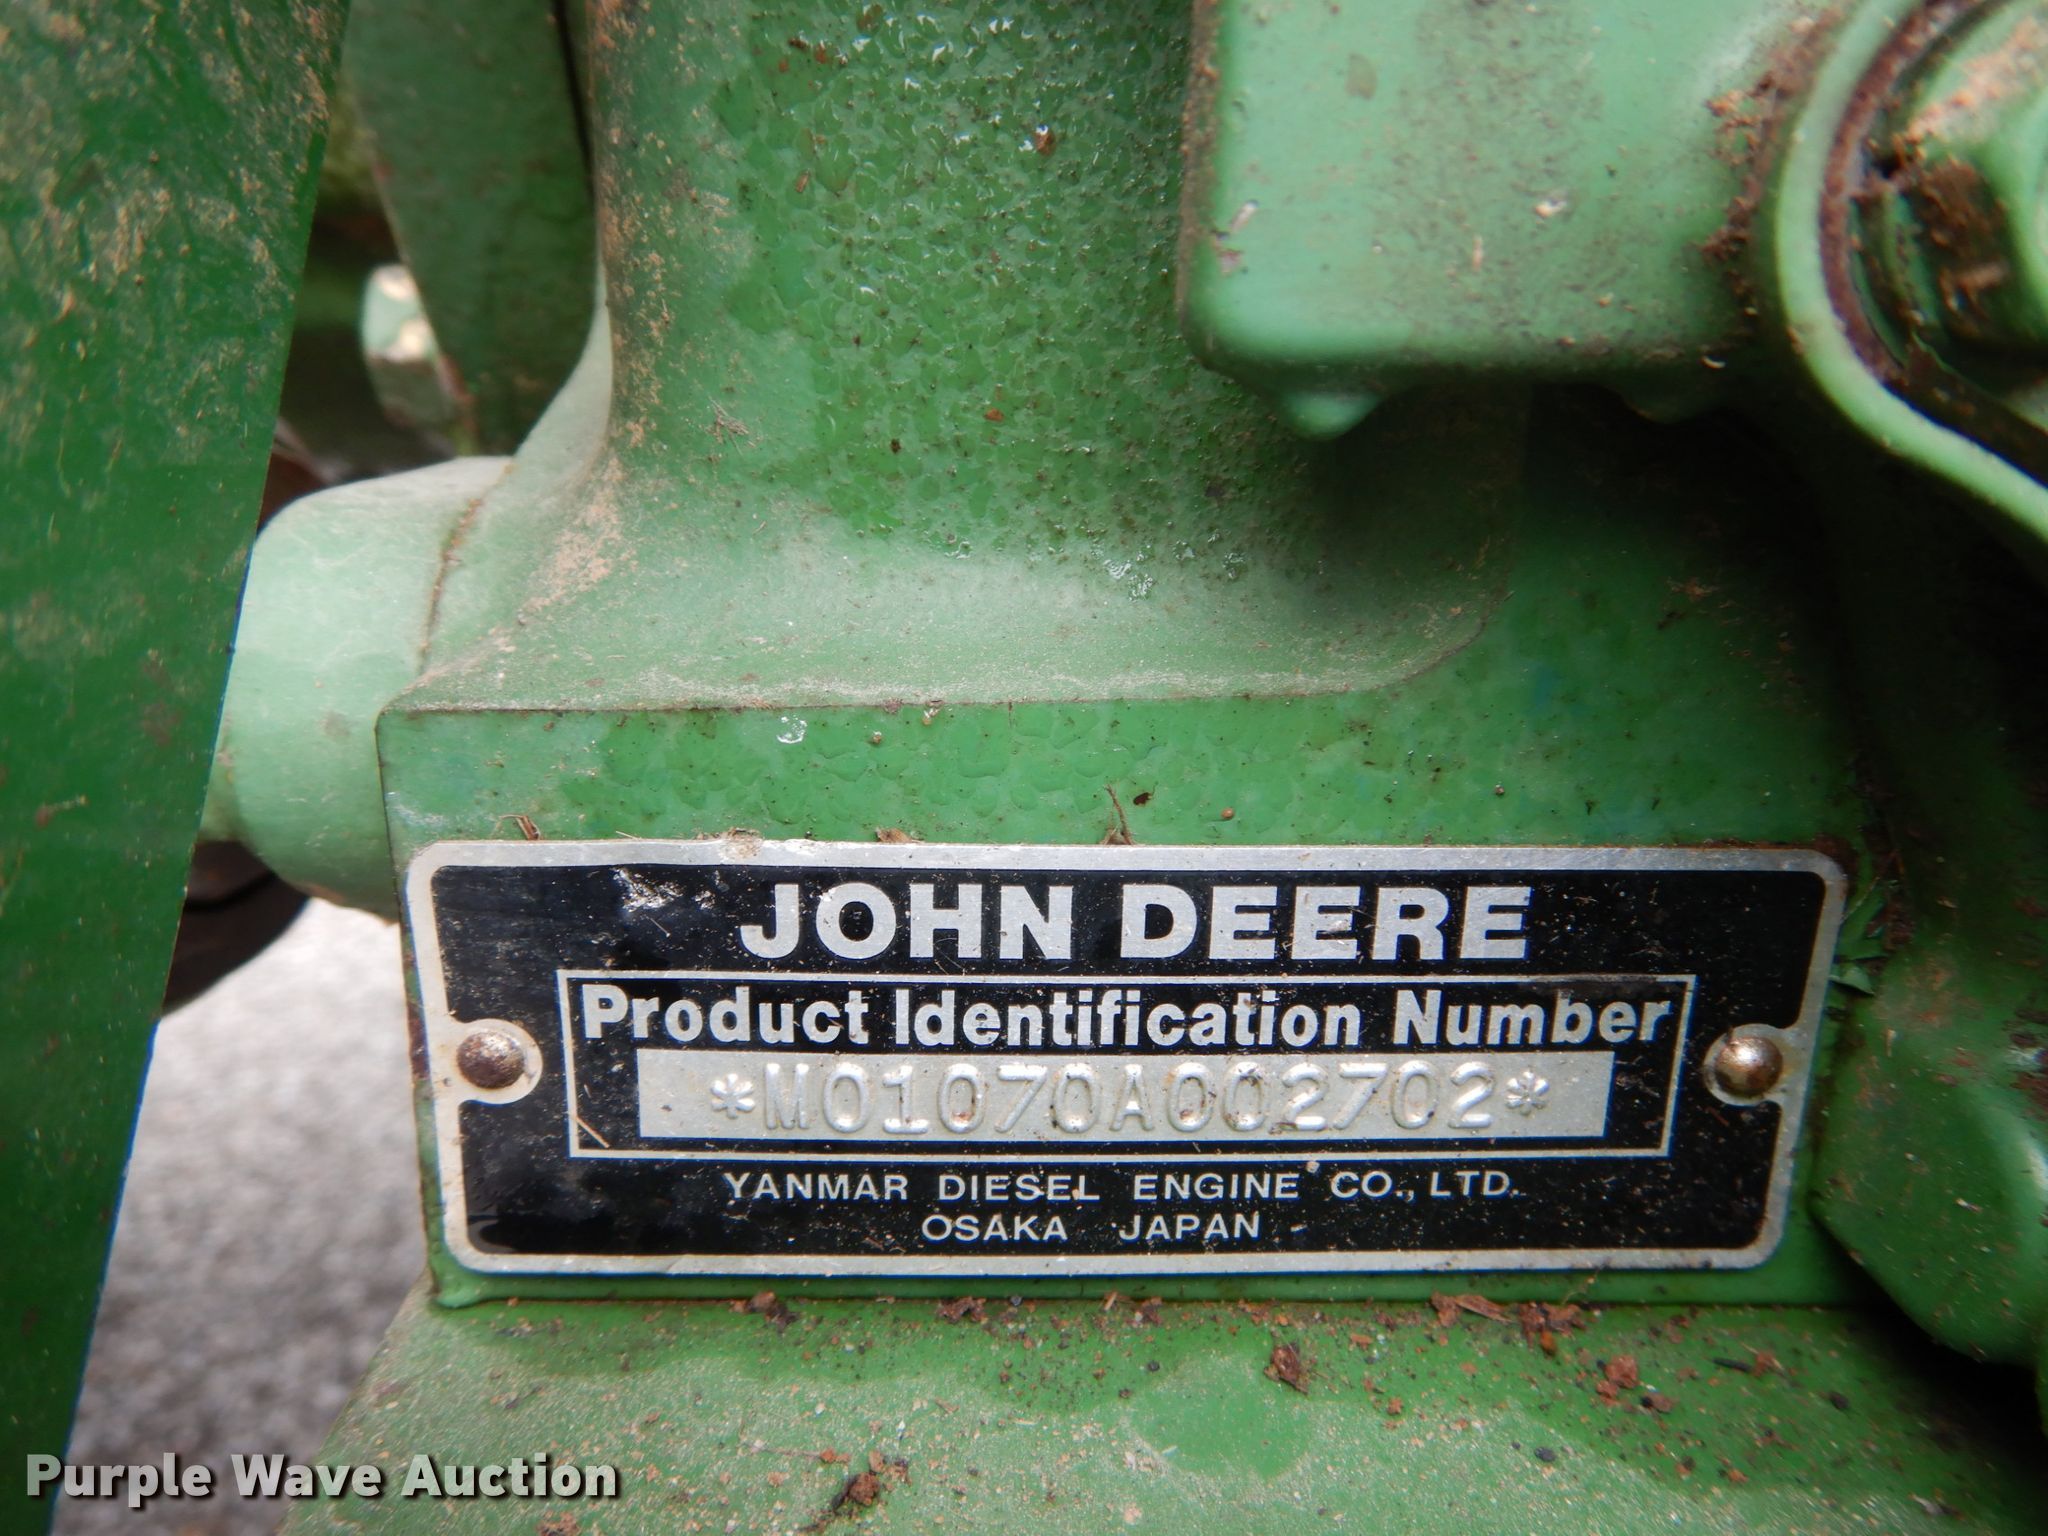 JOHN DEERE
Product Identification Number
*M01070A002702*
YANMAR DIESEL ENGINE CO., LTD.
OSAKA JAPAN
Purple Wave Auction